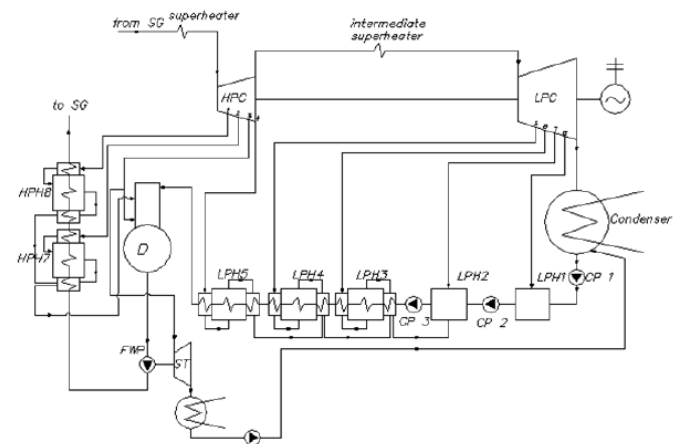 from SG
superheater
intermediate
superheater
HPC
LPC
to SG
HPH8
HPH7
D
Condenser
LPH5
LPH4
LPH3
LPH2
LPH1
CP 1
CP 3
CP 2
FWP
ST